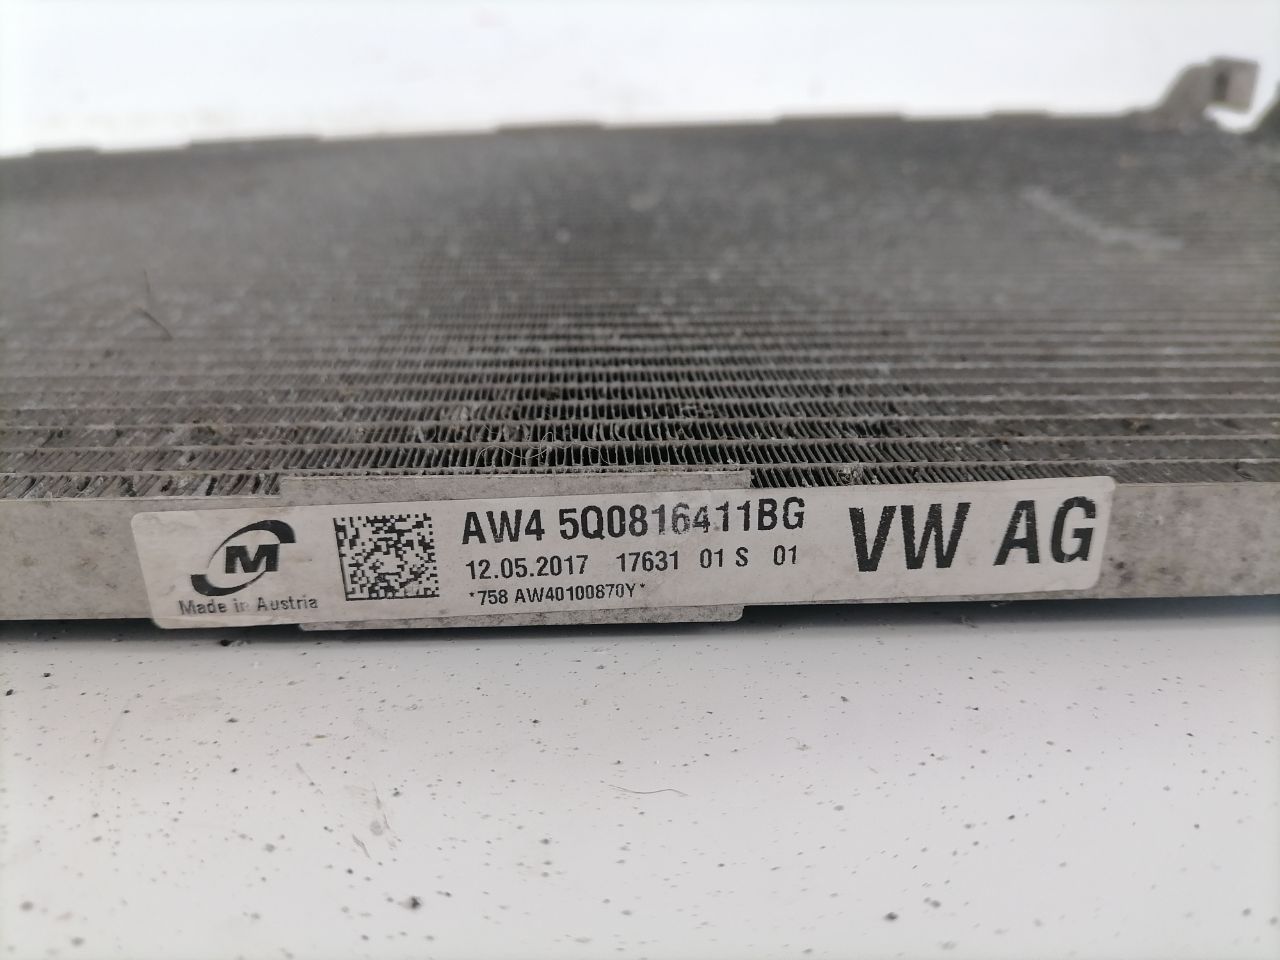 M
Made in Austria
AW4 5Q0816411BG
12.05.2017 17631 01 S 01
*758 AW40100870Y*
VW AG